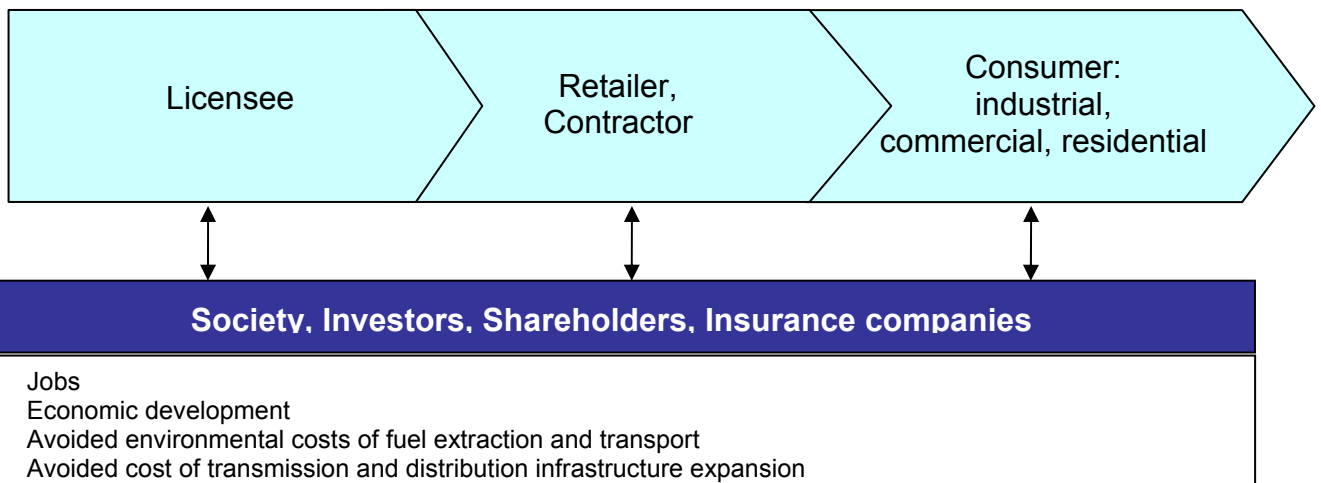 Licensee
Retailer,
Contractor
Consumer:
industrial,
commercial, residential
Society, Investors, Shareholders, Insurance companies
Jobs
Economic development
Avoided environmental costs of fuel extraction and transport
Avoided cost of transmission and distribution infrastructure expansion